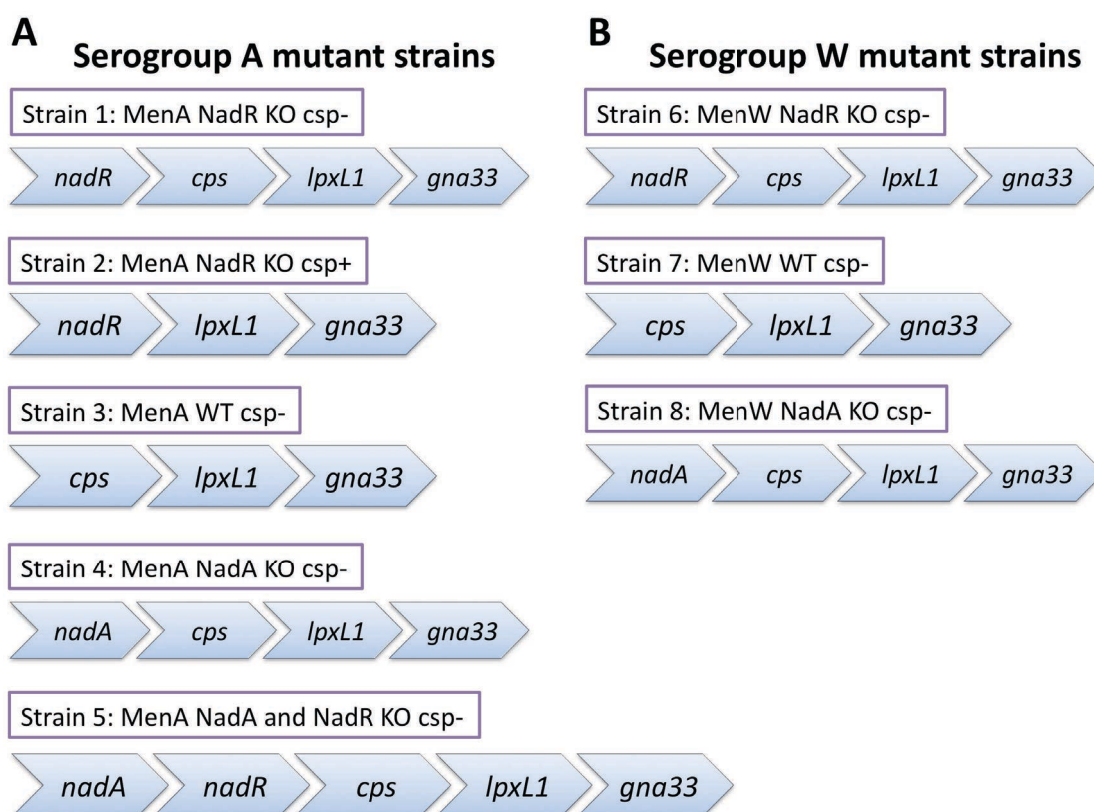 A
Serogroup A mutant strains
Strain 1: MenA NadR KO csp-
nadR cps lpxL1 gna33
Strain 2: MenA NadR KO csp+
nadR lpxL1 gna33
Strain 3: MenA WT csp-
cps lpxL1 gna33
Strain 4: MenA NadA KO csp-
nadA cps lpxL1 gna33
Strain 5: MenA NadA and NadR KO csp-
nadA nadR cps lpxL1 gna33
B
Serogroup W mutant strains
Strain 6: MenW NadR KO csp-
nadR cps lpxL1 gna33
Strain 7: MenW WT csp-
cps lpxL1 gna33
Strain 8: MenW NadA KO csp-
nadA cps lpxL1 gna33